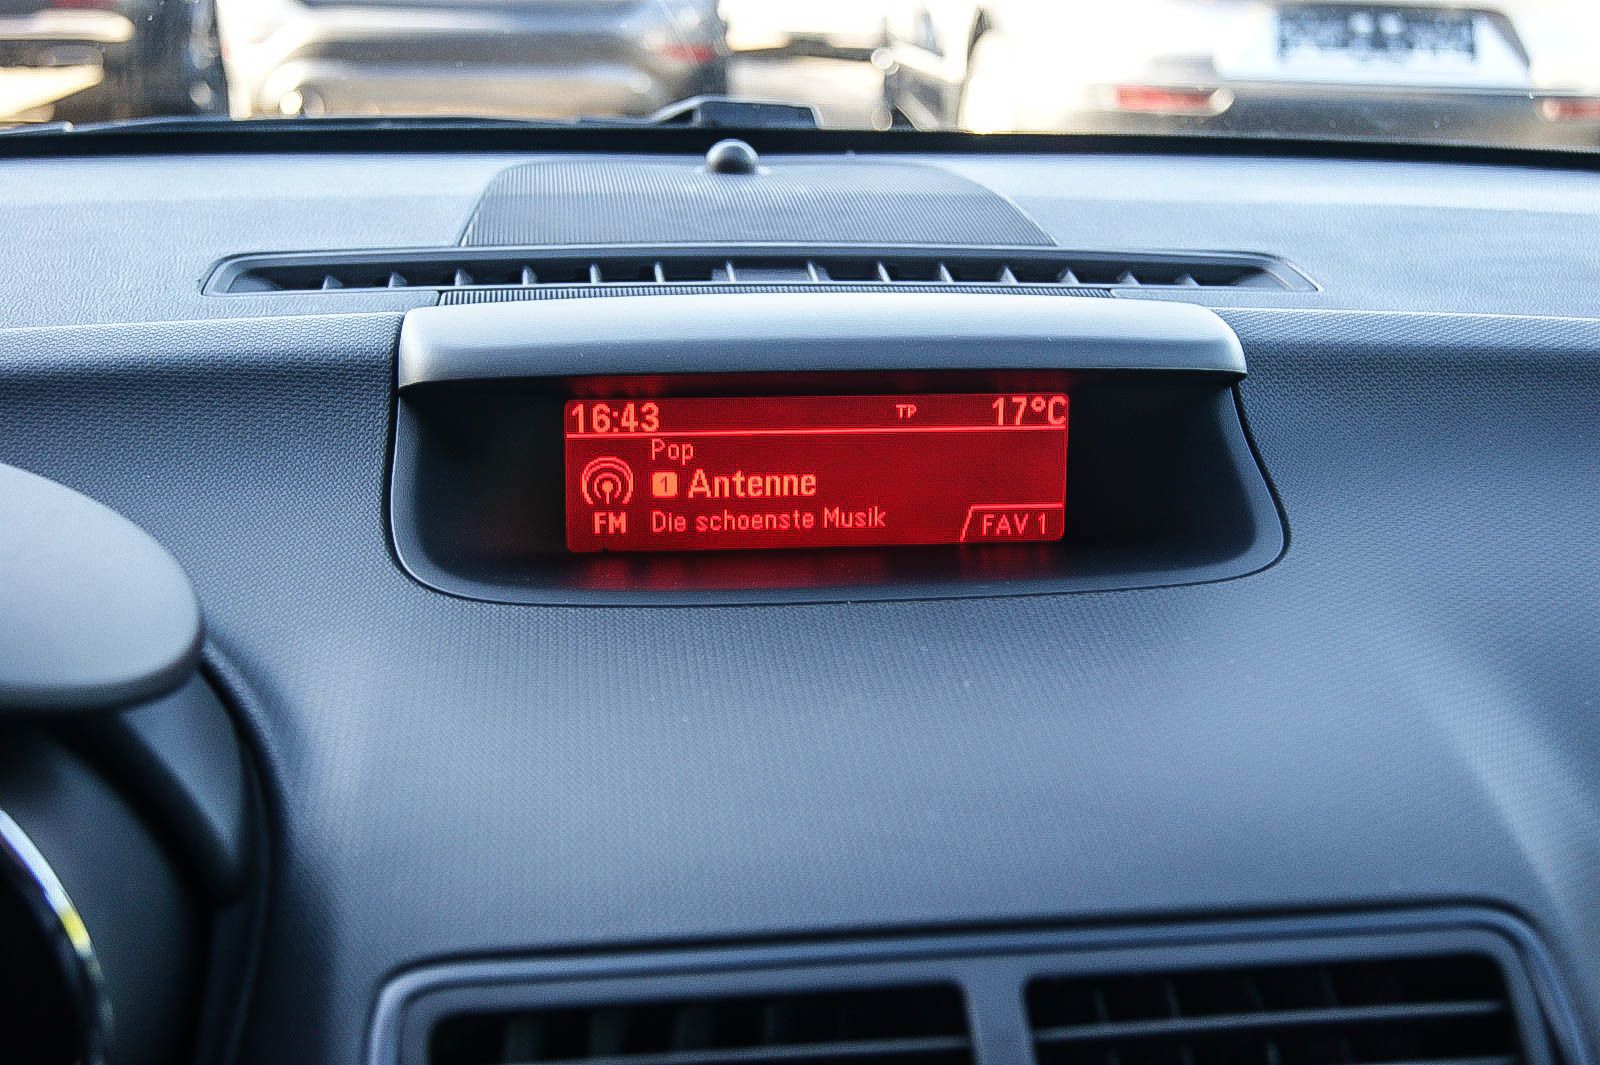 16:43 TP 17°C
Pop
1 Antenne
FM Die schoenste Musik FAV 1